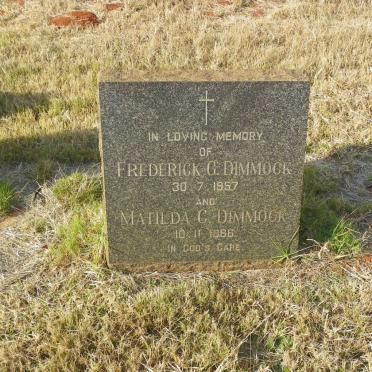 IN LOVING MEMORY
OF
FREDERICK G. DIMMOCK
30 · 7 · 1957
AND
MATILDA C. DIMMOCK
10 · 11 · 1986
IN GOD'S CARE